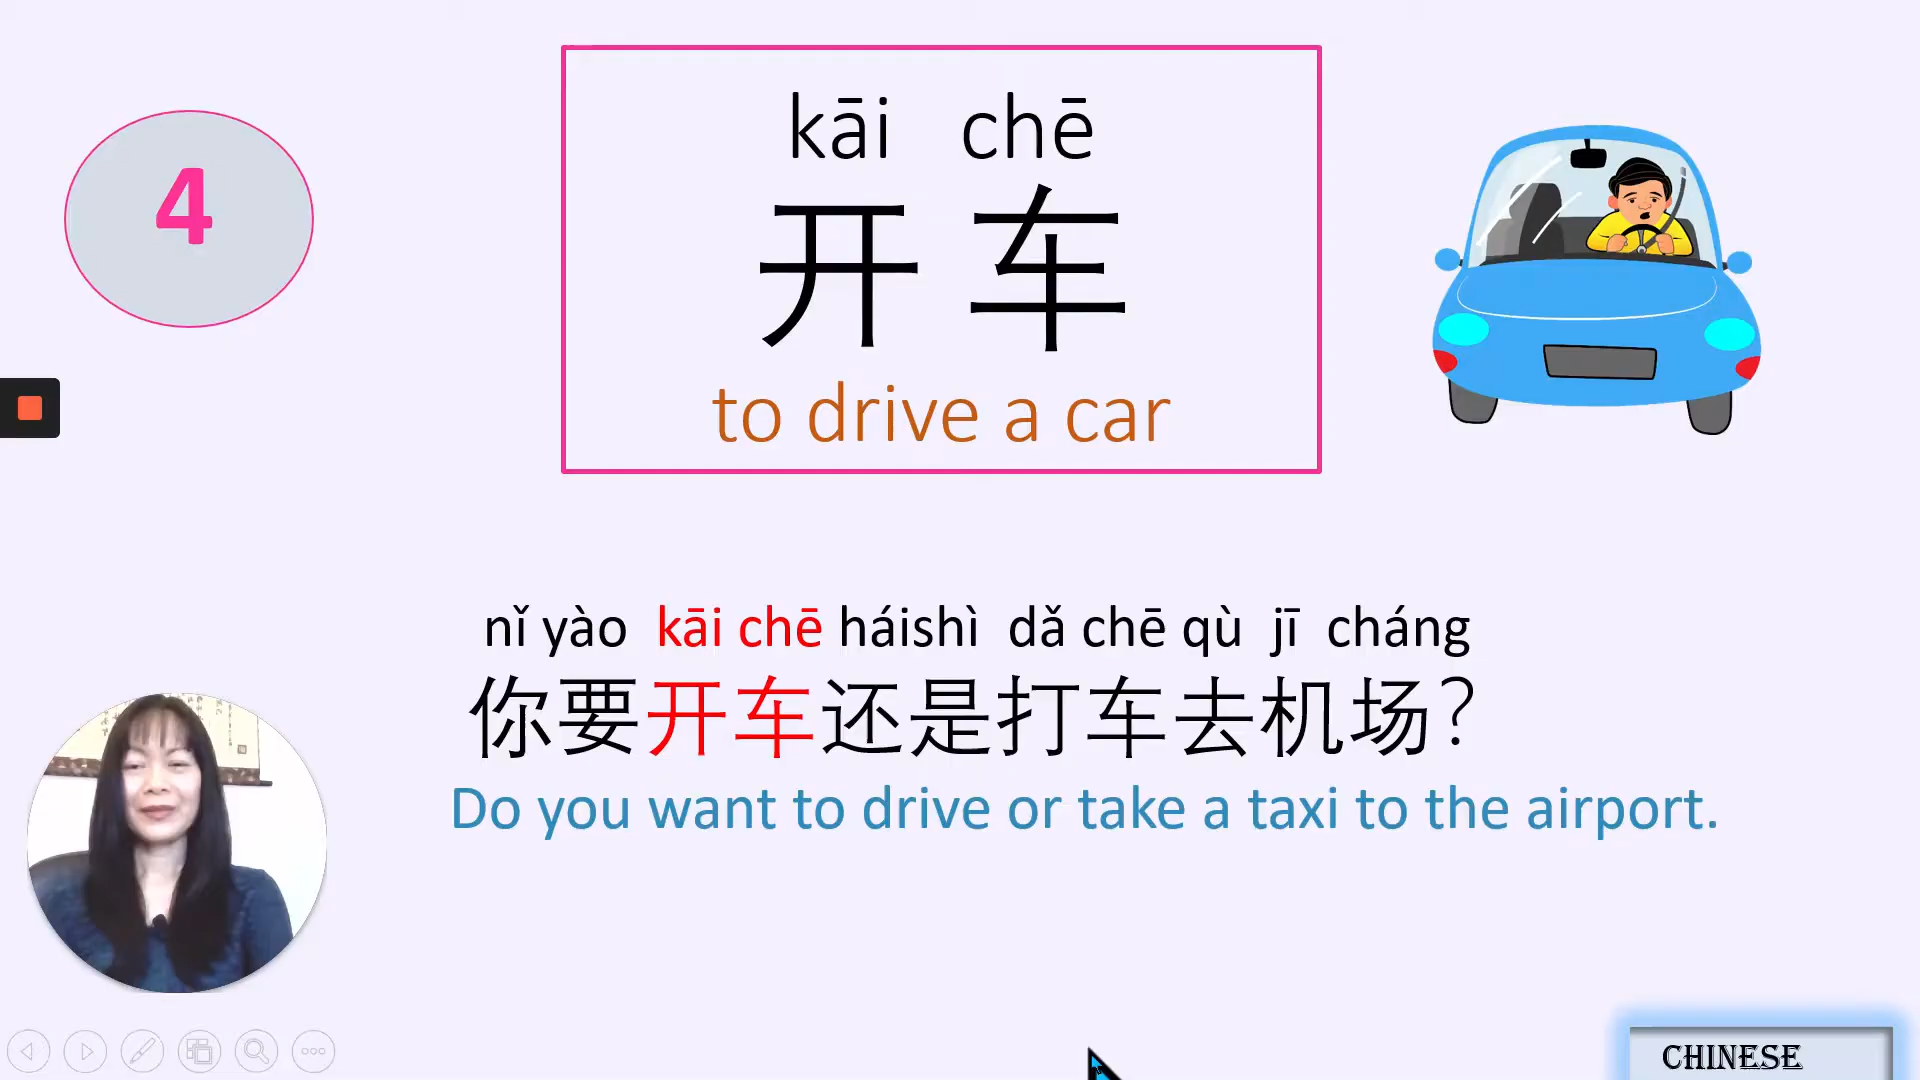 4
kāi chē
开车
to drive a car
nǐ yào kāi chē háishì dǎ chē qù jī cháng
你要开车还是打车去机场？
Do you want to drive or take a taxi to the airport.
CHINESE